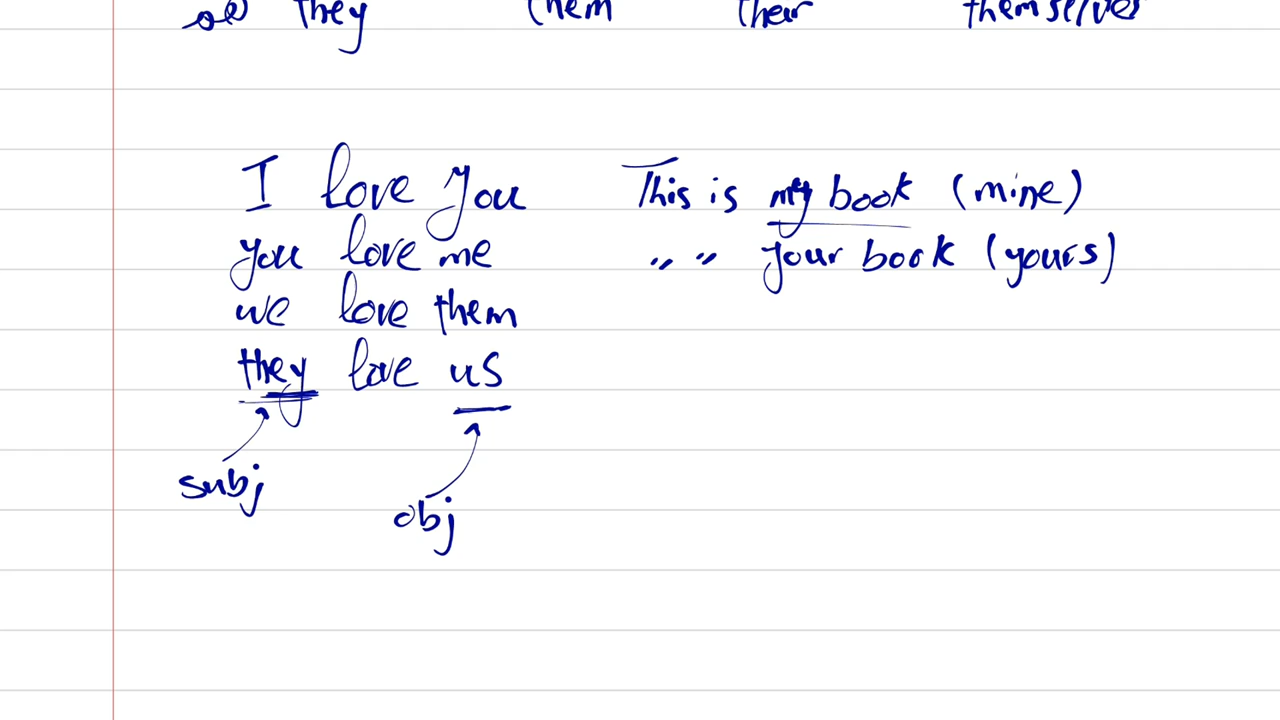 they them their themselves
I love you This is my book (mine)
you love me " " your book (yours)
we love them
they love us
subj
obj